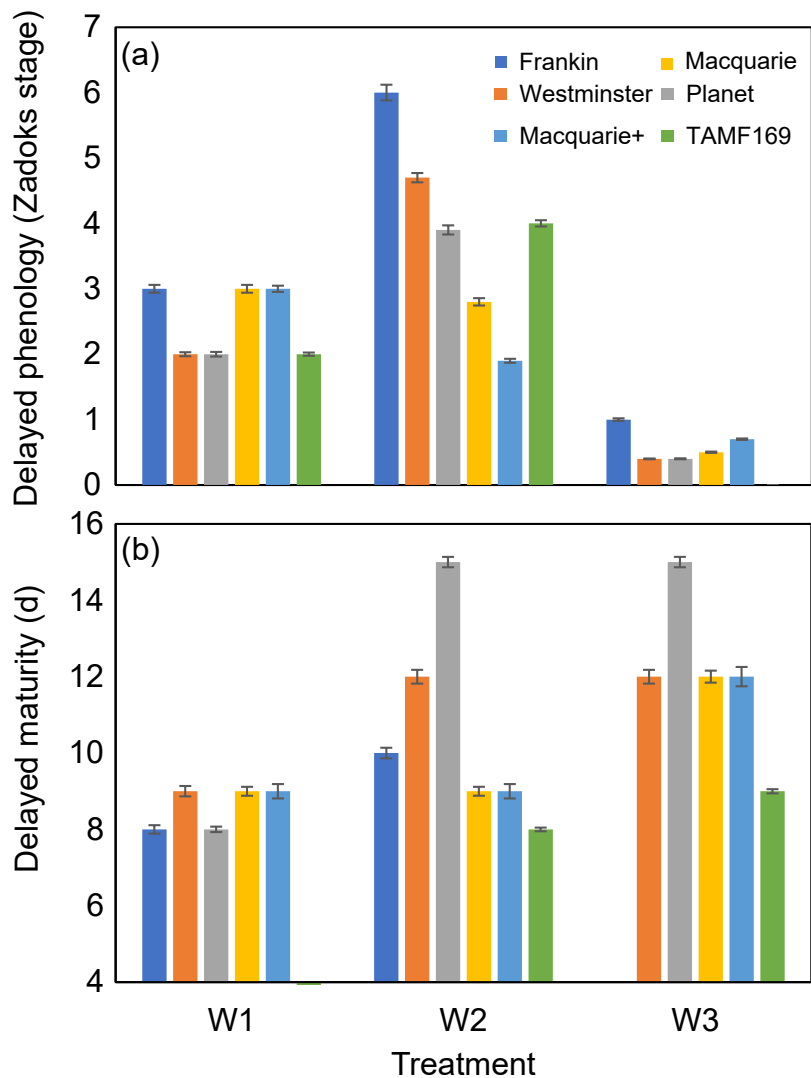 Delayed phenology (Zadoks stage)
7
6
5
4
3
2
1
0
(a)
Frankin
Macquarie
Westminster
Planet
Macquarie+
TAMF169
Delayed maturity (d)
16
14
12
10
8
6
4
(b)
W1
W2
W3
Treatment